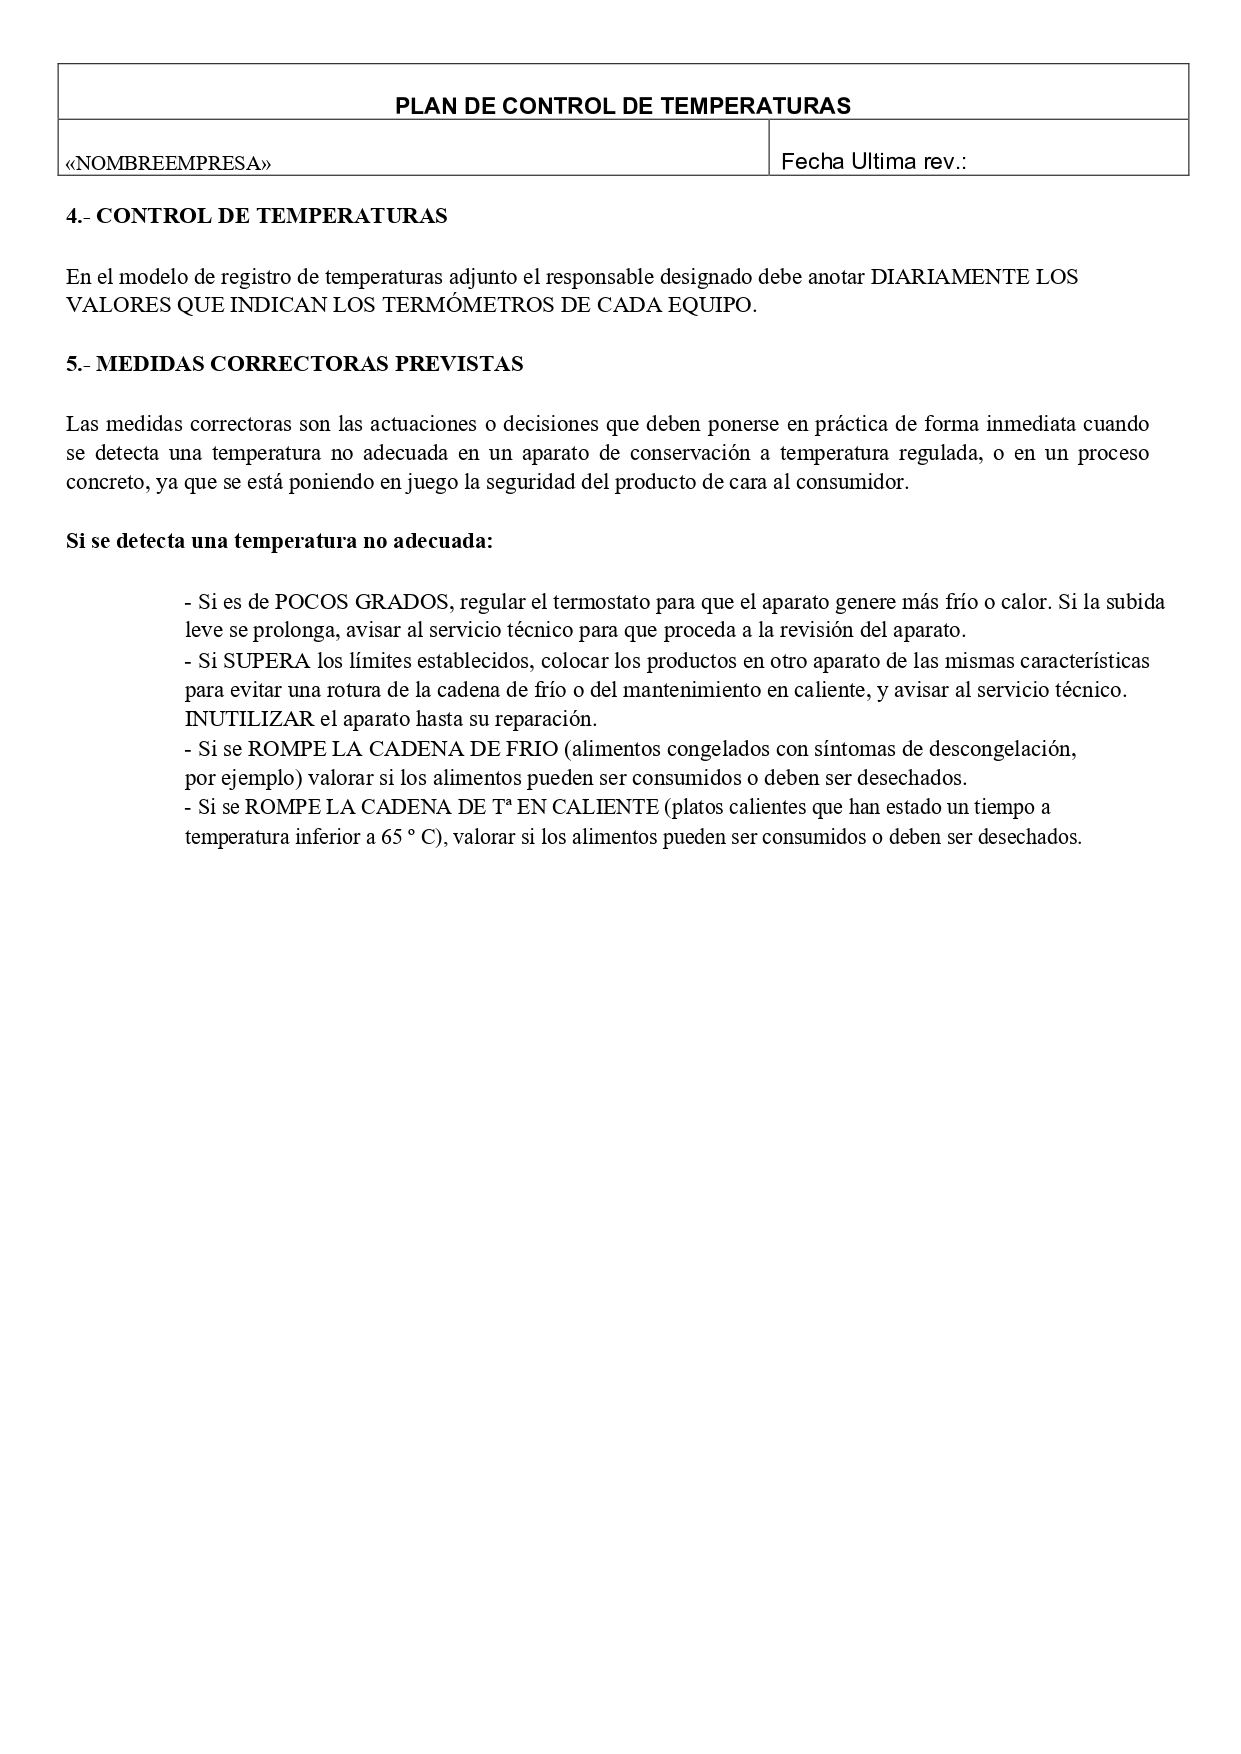 PLAN DE CONTROL DE TEMPERATURAS
«NOMBREEMPRESA»
Fecha Ultima rev.:
4.- CONTROL DE TEMPERATURAS
En el modelo de registro de temperaturas adjunto el responsable designado debe anotar DIARIAMENTE LOS
VALORES QUE INDICAN LOS TERMÓMETROS DE CADA EQUIPO.
5.- MEDIDAS CORRECTORAS PREVISTAS
Las medidas correctoras son las actuaciones o decisiones que deben ponerse en práctica de forma inmediata cuando
se detecta una temperatura no adecuada en un aparato de conservación a temperatura regulada, o en un proceso
concreto, ya que se está poniendo en juego la seguridad del producto de cara al consumidor.
Si se detecta una temperatura no adecuada:
- Si es de POCOS GRADOS, regular el termostato para que el aparato genere más frío o calor. Si la subida
leve se prolonga, avisar al servicio técnico para que proceda a la revisión del aparato.
- Si SUPERA los límites establecidos, colocar los productos en otro aparato de las mismas características
para evitar una rotura de la cadena de frío o del mantenimiento en caliente, y avisar al servicio técnico.
INUTILIZAR el aparato hasta su reparación.
- Si se ROMPE LA CADENA DE FRIO (alimentos congelados con síntomas de descongelación,
por ejemplo) valorar si los alimentos pueden ser consumidos o deben ser desechados.
- Si se ROMPE LA CADENA DE Tª EN CALIENTE (platos calientes que han estado un tiempo a
temperatura inferior a 65 º C), valorar si los alimentos pueden ser consumidos o deben ser desechados.